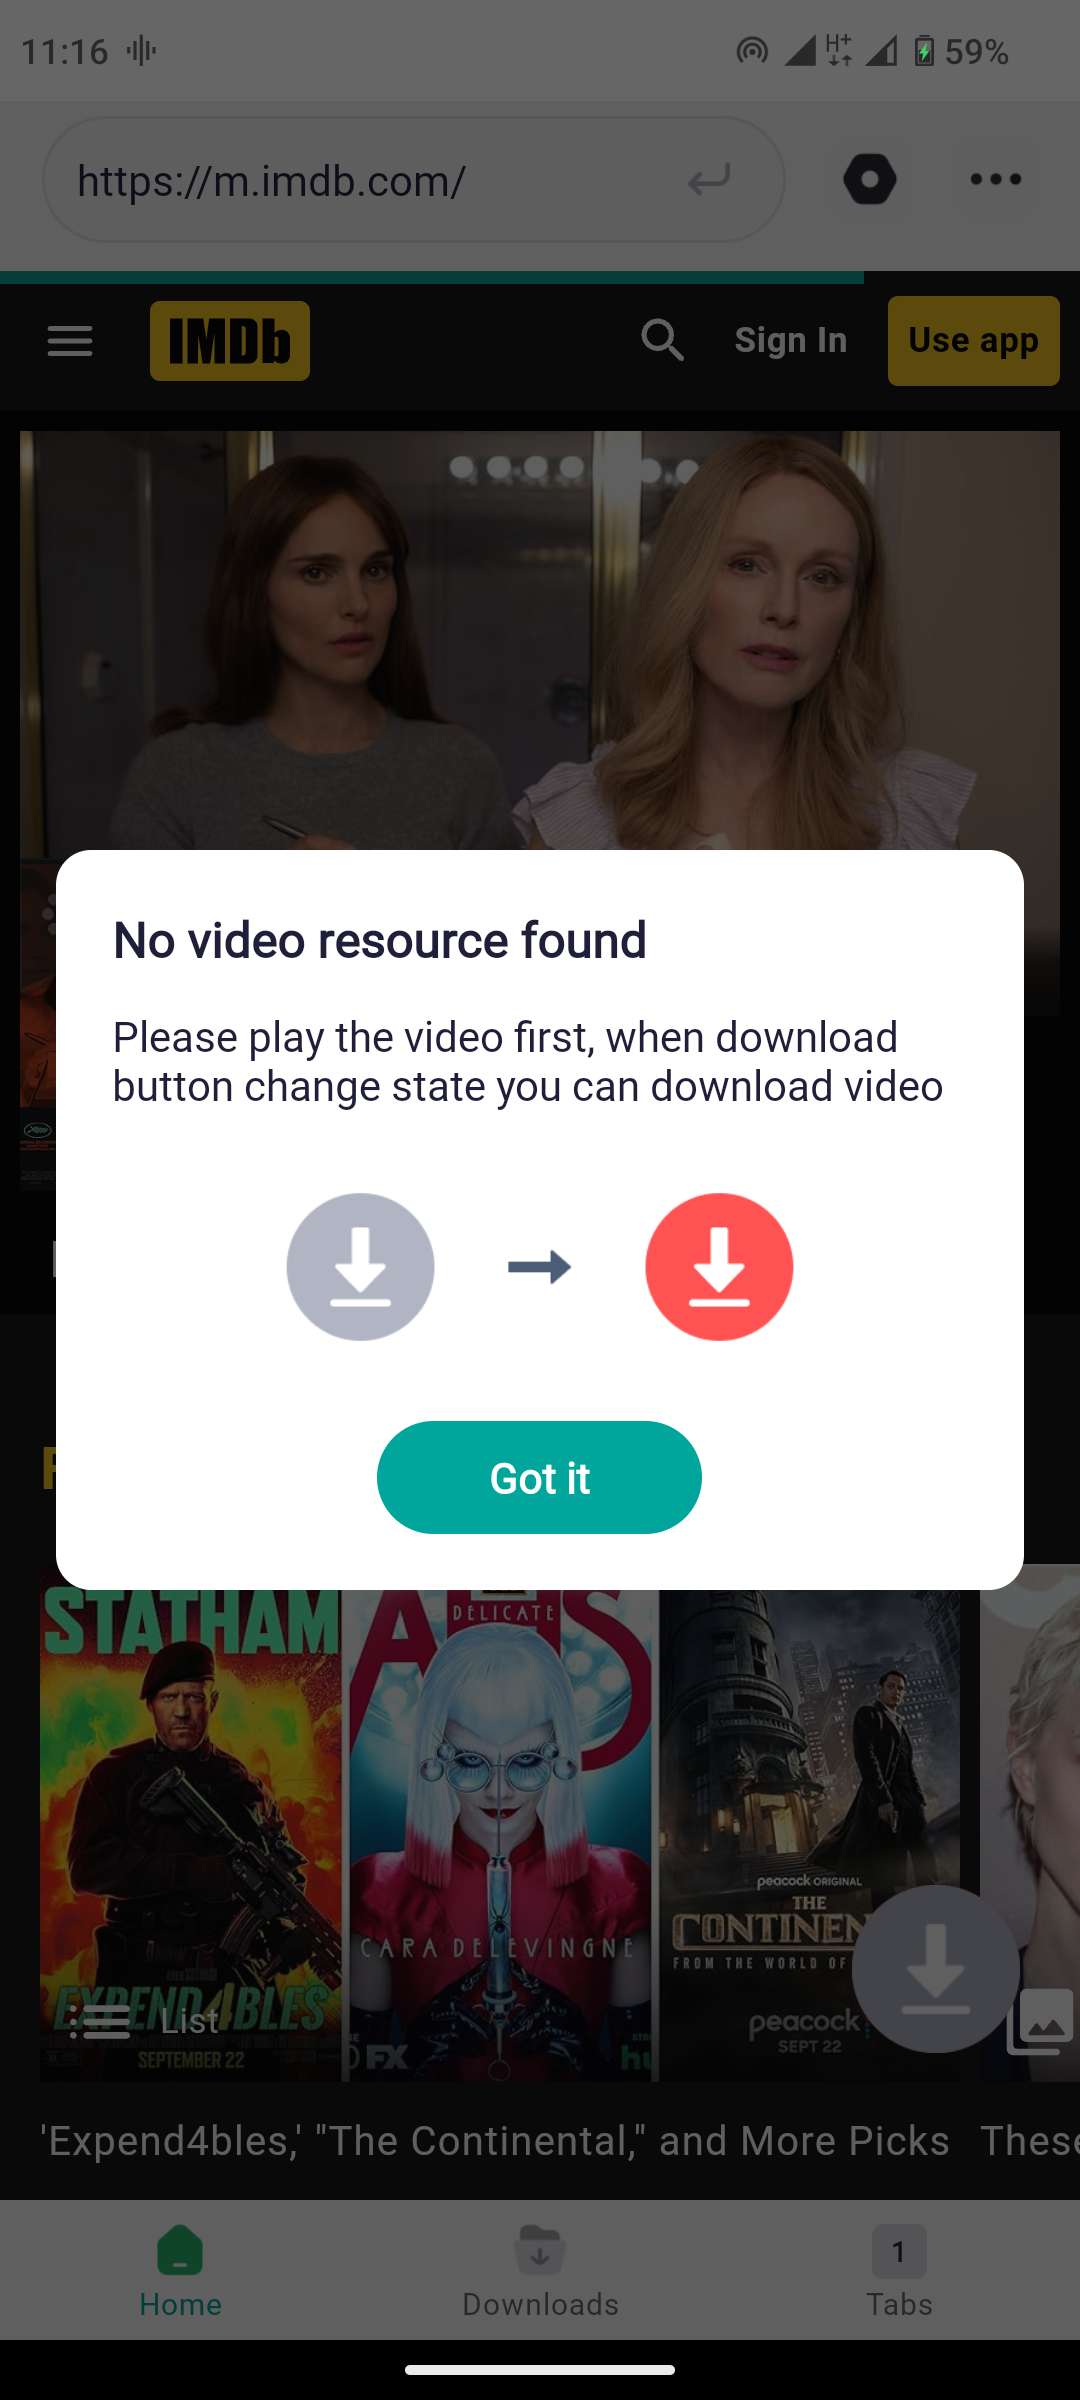 11:16
H+
59%
https://m.imdb.com/
IMDb
Sign In
Use app
No video resource found
Please play the video first, when download
button change state you can download video
Got it
STATHAM
DELICATE
CARA DELEVINGNE
peacock ORIGINAL
THE
CONTINEN
FROM THE WORLD OF
EXPEND4BLES
List
SEPTEMBER 22
FX
hu
peacock
SEPT 22
'Expend4bles,' "The Continental," and More Picks
These
Home
Downloads
1
Tabs